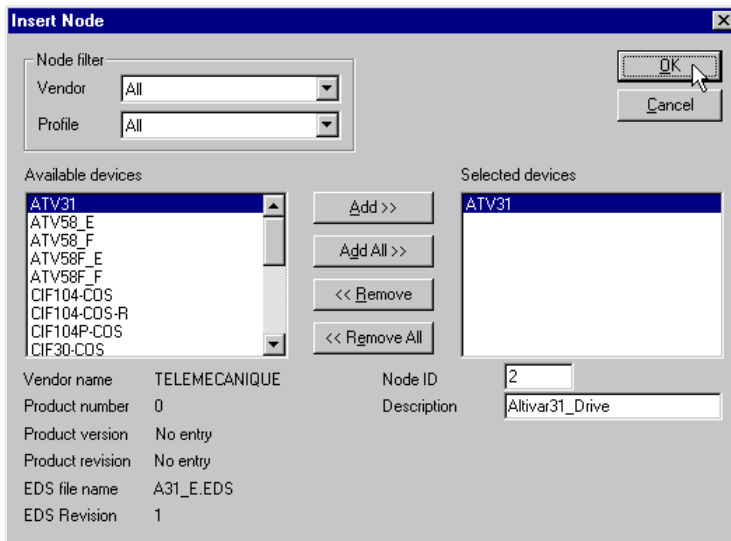 Insert Node
Node filter
Vendor All
Profile All
OK
Cancel
Available devices
ATV31
ATV58_E
ATV58_F
ATV58F_E
ATV58F_F
CIF104-COS
CIF104-COS-R
CIF104P-COS
CIF30-COS
Add >>
Add All >>
<< Remove
<< Remove All
Selected devices
ATV31
Vendor name TELEMECANIQUE
Product number 0
Product version No entry
Product revision No entry
EDS file name A31_E.EDS
EDS Revision 1
Node ID 2
Description Altivar31_Drive